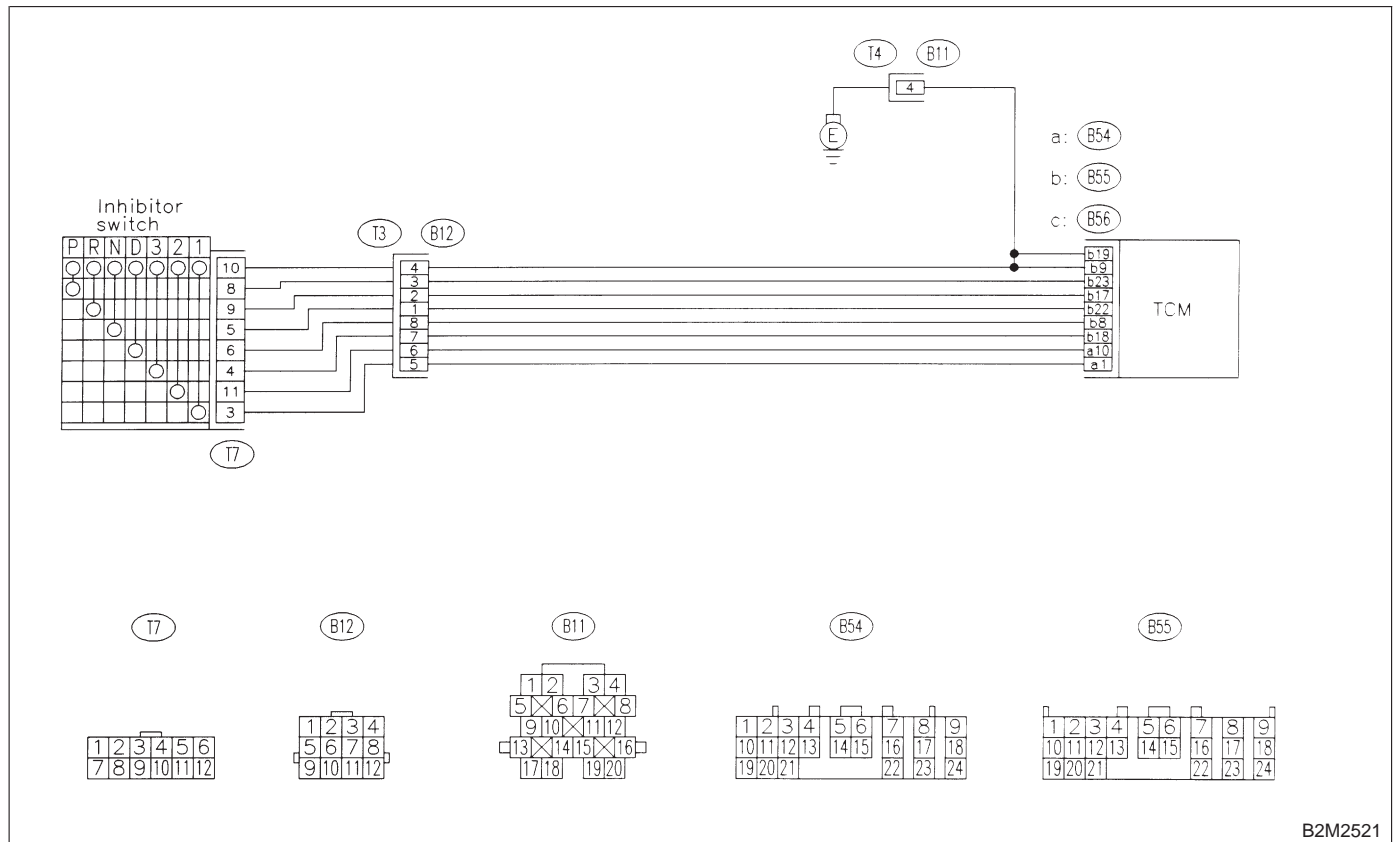 T4 B11
4
E
a: B54
b: B55
c: B56
Inhibitor
switch
P R N D 3 2 1
T3 B12
10
8
9
5
6
4
11
3
T7
4
3
2
1
8
7
6
5
b19
b9
b23
b17
b22
b8
b18
a10
a1
TCM
T7
1 2 3 4 5 6
7 8 9 10 11 12
B12
1 2 3 4
5 6 7 8
9 10 11 12
B11
1 2 3 4
5 6 7 8
9 10 11 12
13 14 15 16
17 18 19 20
B54
1 2 3 4 5 6 7 8 9
10 11 12 13 14 15 16 17 18
19 20 21 22 23 24
B55
1 2 3 4 5 6 7 8 9
10 11 12 13 14 15 16 17 18
19 20 21 22 23 24
B2M2521